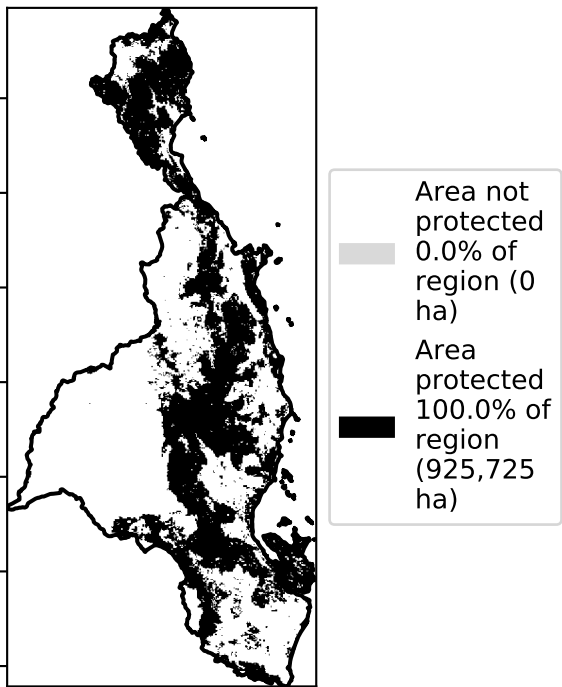 Area not
protected
0.0% of
region (0
ha)
Area
protected
100.0% of
region
(925,725
ha)